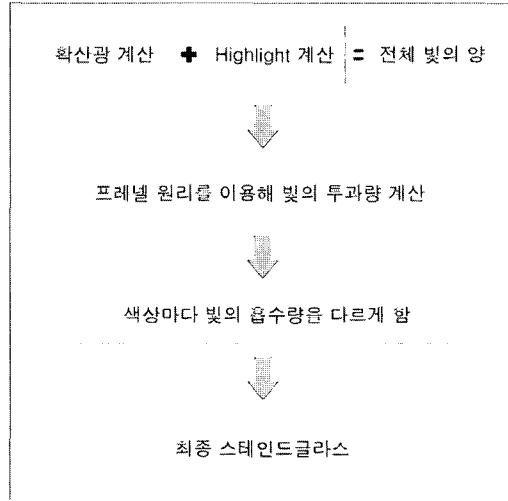 확산광 계산 + Highlight 계산 = 전체 빛의 양
프레넬 원리를 이용해 빛의 투과량 계산
색상마다 빛의 흡수량을 다르게 함
최종 스테인드글라스